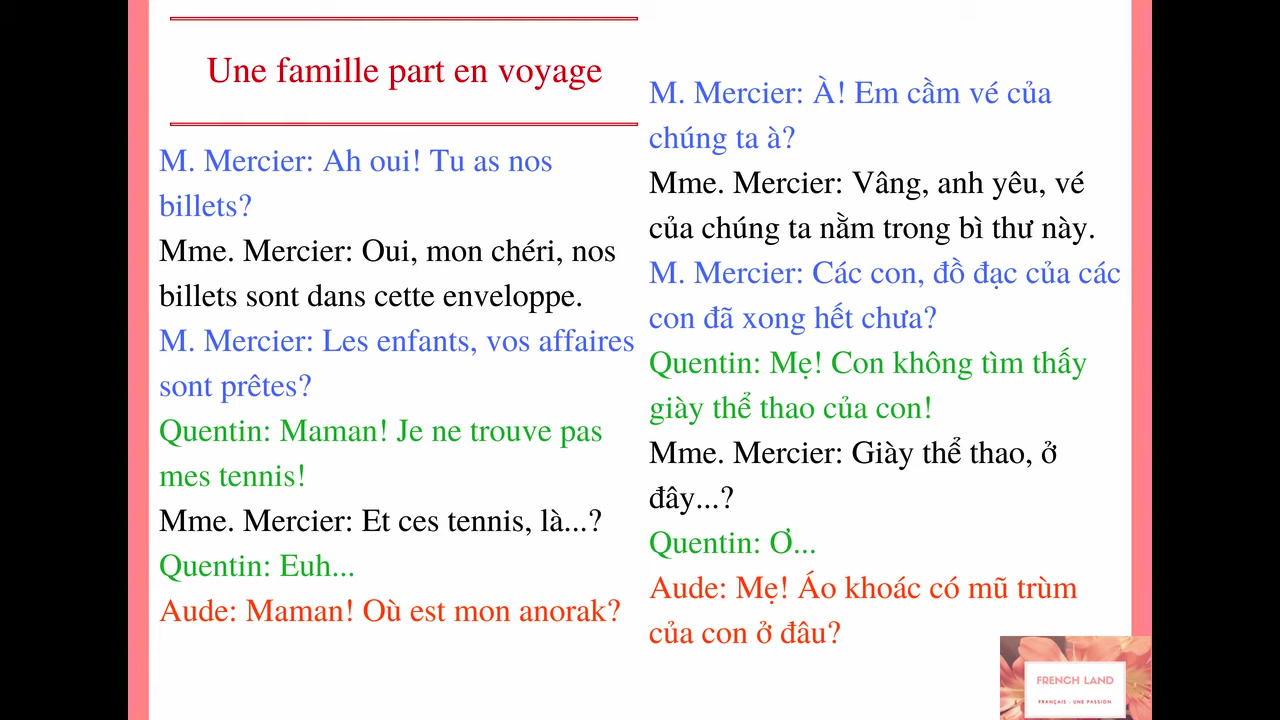 Une famille part en voyage
M. Mercier: Ah oui! Tu as nos
billets?
Mme. Mercier: Oui, mon chéri, nos
billets sont dans cette enveloppe.
M. Mercier: Les enfants, vos affaires
sont prêtes?
Quentin: Maman! Je ne trouve pas
mes tennis!
Mme. Mercier: Et ces tennis, là...?
Quentin: Euh...
Aude: Maman! Où est mon anorak?
M. Mercier: À! Em cầm vé của
chúng ta à?
Mme. Mercier: Vâng, anh yêu, vé
của chúng ta nằm trong bì thư này.
M. Mercier: Các con, đồ đạc của các
con đã xong hết chưa?
Quentin: Mẹ! Con không tìm thấy
giày thể thao của con!
Mme. Mercier: Giày thể thao, ở
đây...?
Quentin: Ơ...
Aude: Mẹ! Áo khoác có mũ trùm
của con ở đâu?
FRENCH LAND
FRANÇAIS - UNE PASSION